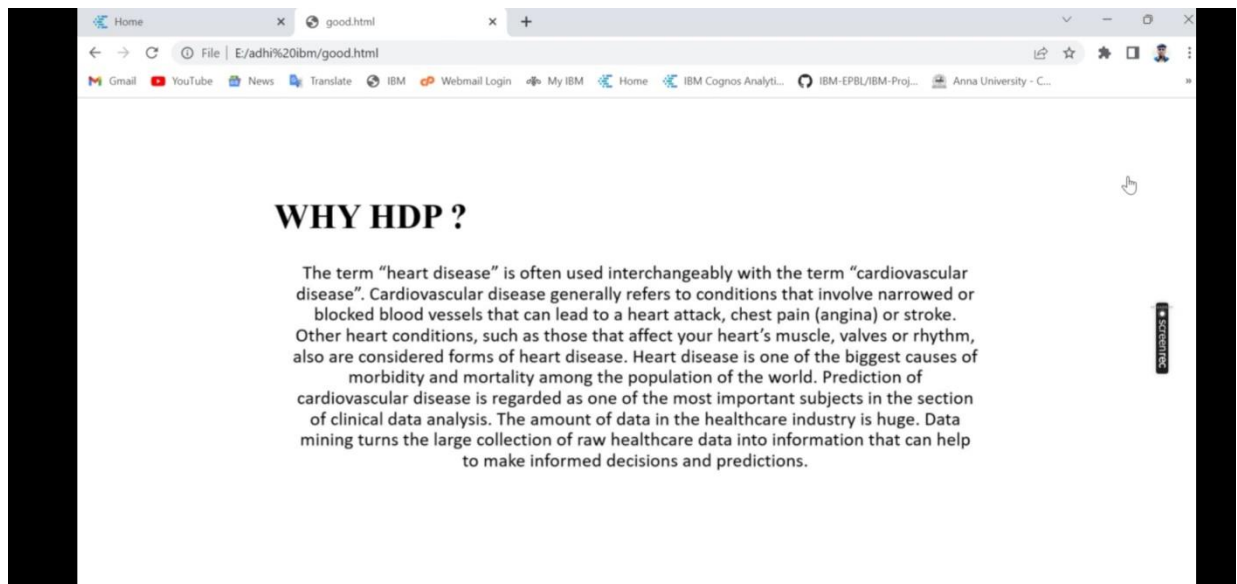 Home
good.html
File | E:/adhi%20ibm/good.html
Gmail YouTube News Translate IBM Webmail Login My IBM Home IBM Cognos Analyti... IBM-EPBL/IBM-Proj... Anna University - C... »
WHY HDP ?
The term “heart disease” is often used interchangeably with the term “cardiovascular
disease”. Cardiovascular disease generally refers to conditions that involve narrowed or
blocked blood vessels that can lead to a heart attack, chest pain (angina) or stroke.
Other heart conditions, such as those that affect your heart’s muscle, valves or rhythm,
also are considered forms of heart disease. Heart disease is one of the biggest causes of
morbidity and mortality among the population of the world. Prediction of
cardiovascular disease is regarded as one of the most important subjects in the section
of clinical data analysis. The amount of data in the healthcare industry is huge. Data
mining turns the large collection of raw healthcare data into information that can help
to make informed decisions and predictions.
screenrec